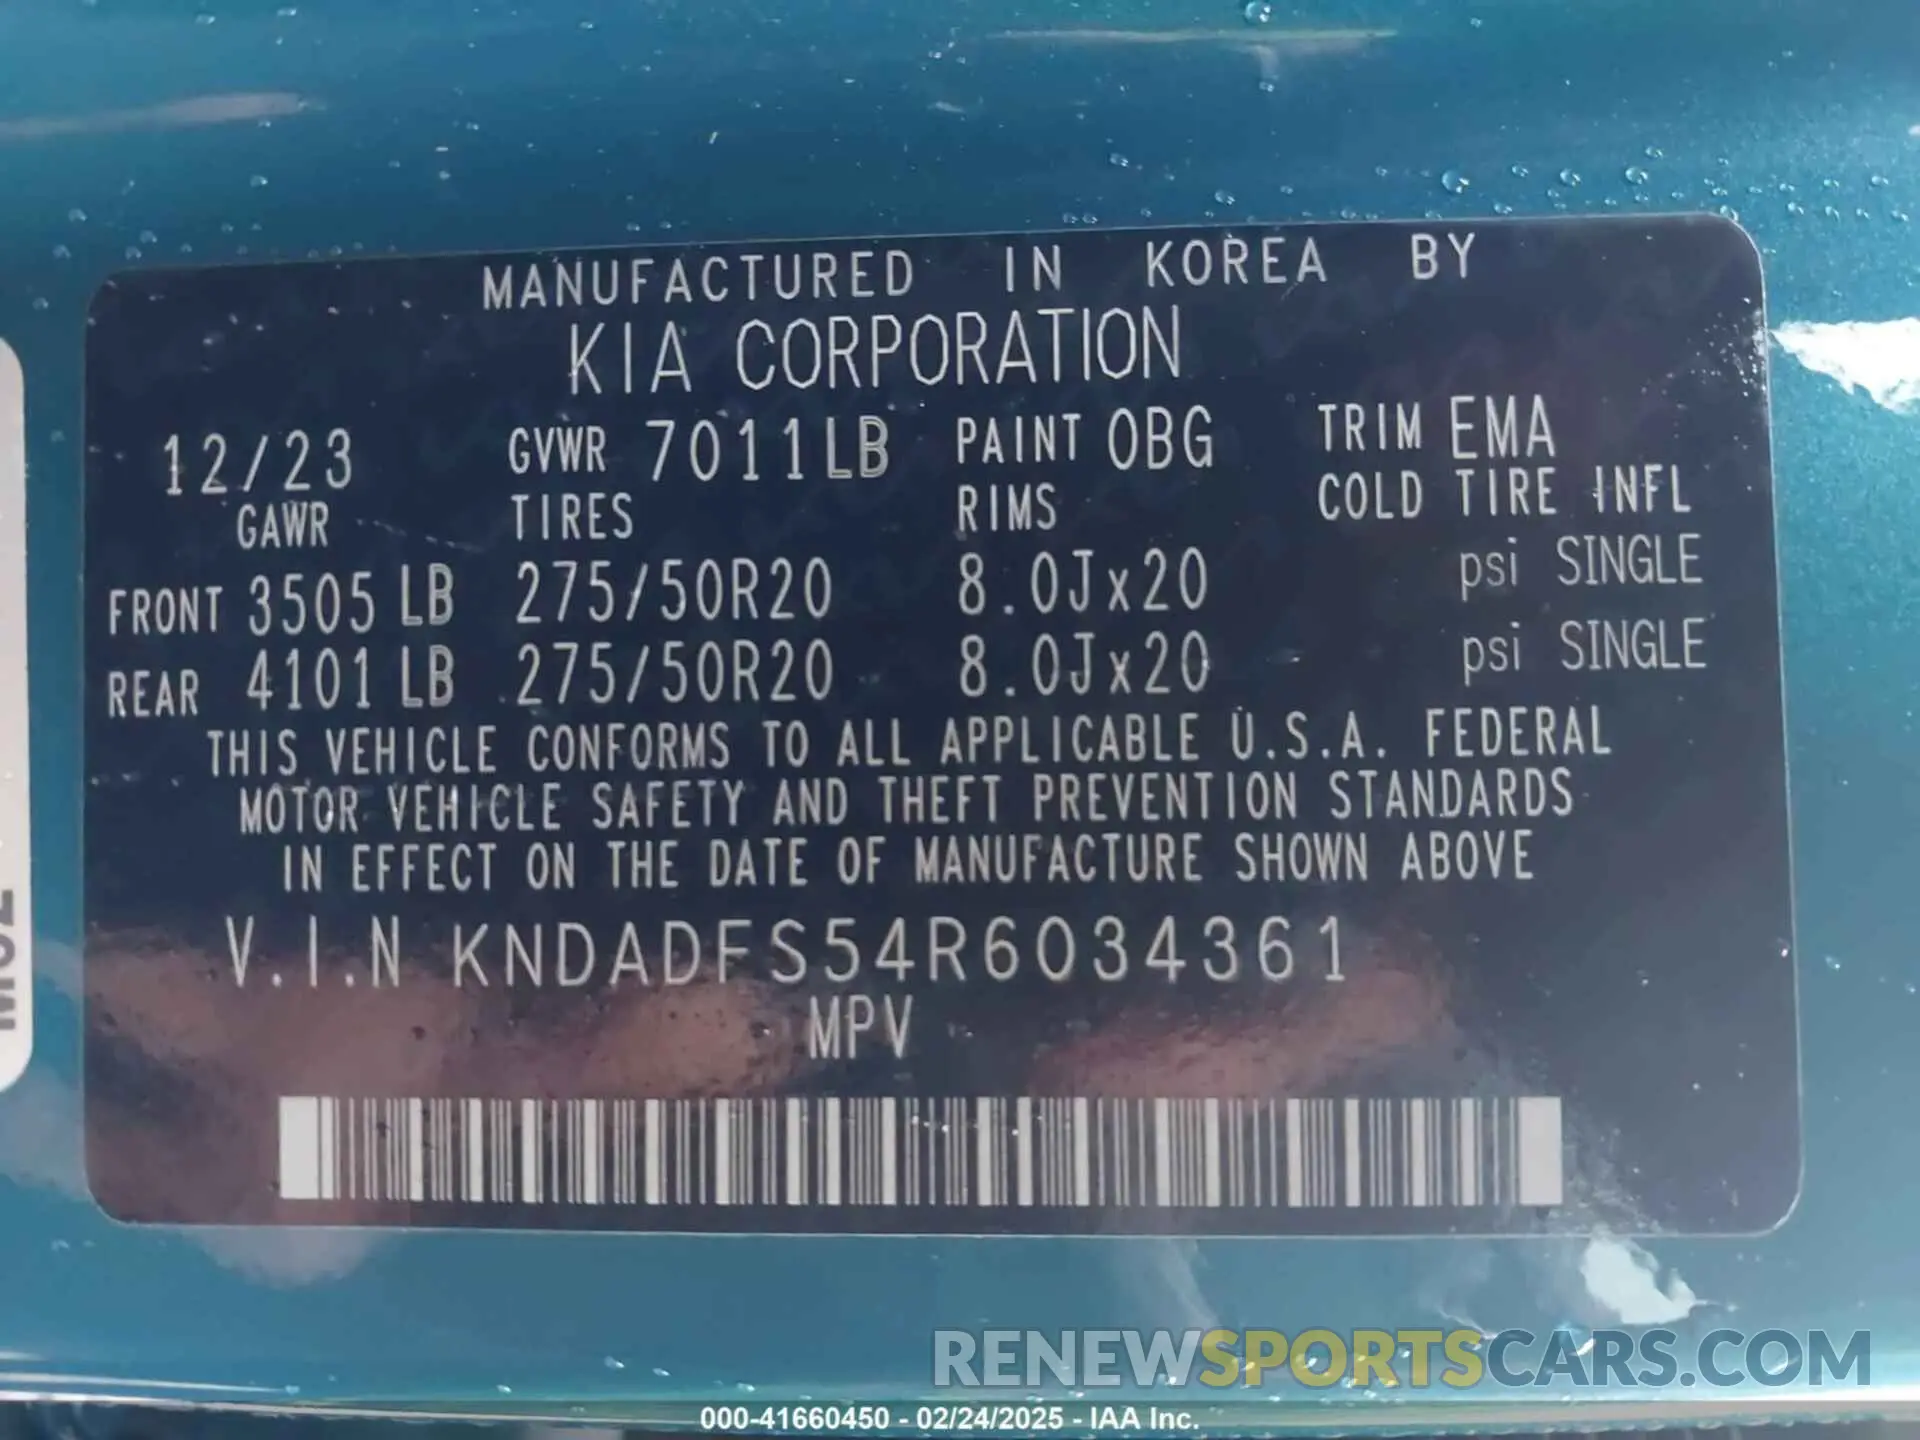 MANUFACTURED IN KOREA BY
KIA CORPORATION
12/23 GVWR 7011LB PAINT OBG TRIM EMA
GAWR TIRES RIMS COLD TIRE INFL
FRONT 3505 LB 275/50R20 8.0Jx20 psi SINGLE
REAR 4101 LB 275/50R20 8.0Jx20 psi SINGLE
THIS VEHICLE CONFORMS TO ALL APPLICABLE U.S.A. FEDERAL
MOTOR VEHICLE SAFETY AND THEFT PREVENTION STANDARDS
IN EFFECT ON THE DATE OF MANUFACTURE SHOWN ABOVE
V.I.N KNDADFS54R6034361
MPV
RENEWSPORTSCARS.COM
000-41660450 - 02/24/2025 - IAA Inc.